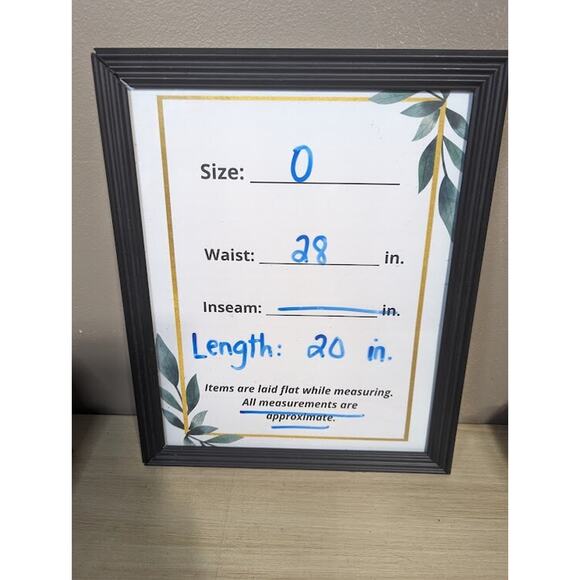 Size: 0
Waist: 28 in.
Inseam: in.
Length: 20 in.
Items are laid flat while measuring.
All measurements are
approximate.